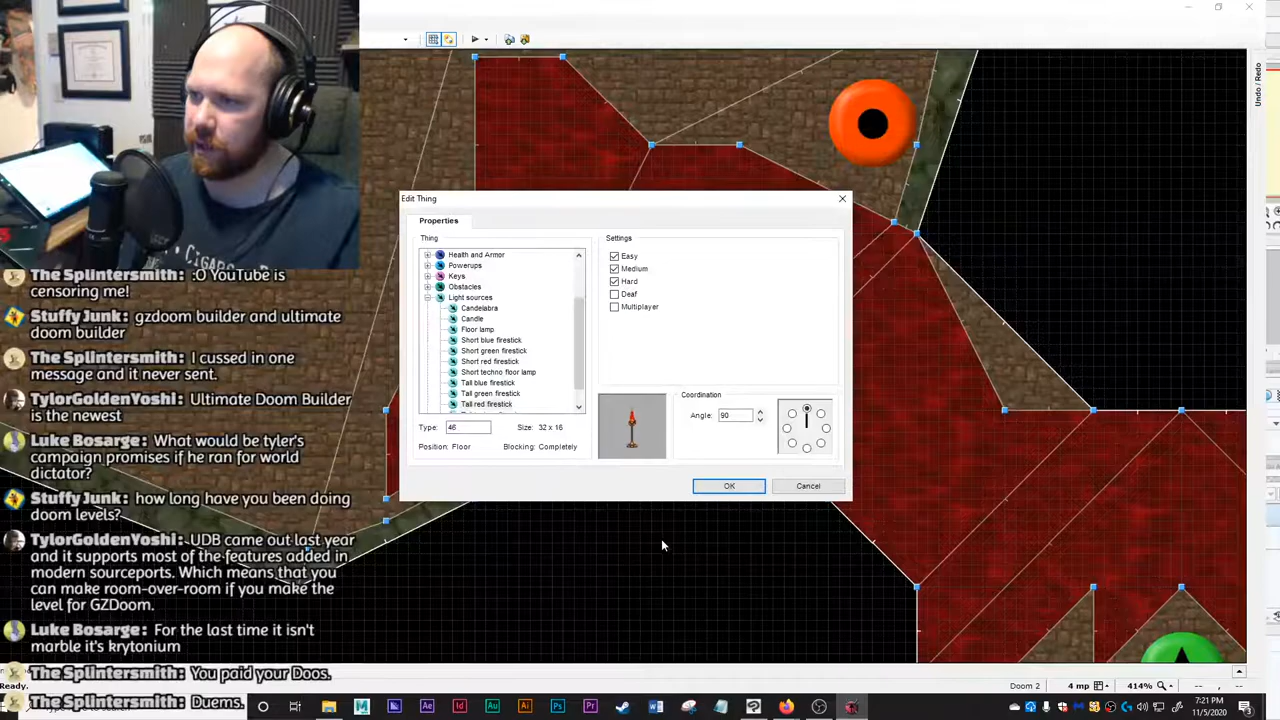 Edit Thing
Properties
Thing
Health and Armor
Powerups
Keys
Obstacles
Light sources
Candelabra
Candle
Floor lamp
Short blue firestick
Short green firestick
Short red firestick
Short techno floor lamp
Tall blue firestick
Tall green firestick
Tall red firestick
Type: 46
Size: 32 x 16
Position: Floor
Blocking: Completely
Settings
Easy
Medium
Hard
Deaf
Multiplayer
Coordination
Angle: 90
OK
Cancel
Undo / Redo
The Splintersmith: :O YouTube is
censoring me!
Stuffy Junk: gzdoom builder and ultimate
doom builder
The Splintersmith: I cussed in one
message and it never sent.
TylorGoldenYoshi: Ultimate Doom Builder
is the newest
Luke Bosarge: What would be tyler's
campaign promises if he ran for world
dictator?
Stuffy Junk: how long have you been doing
doom levels?
TylorGoldenYoshi: UDB came out last year
and it supports most of the features added in
modern sourceports. Which means that you
can make room-over-room if you make the
level for GZDoom.
Luke Bosarge: For the last time it isn't
marble it's krytonium
The Splintersmith: You paid your Doos.
Ready.
The Splintersmith: Duems.
Doom 2
4 mp
414%
Ae
Id
Au
Ai
Ps
Pr
7:21 PM
11/5/2020